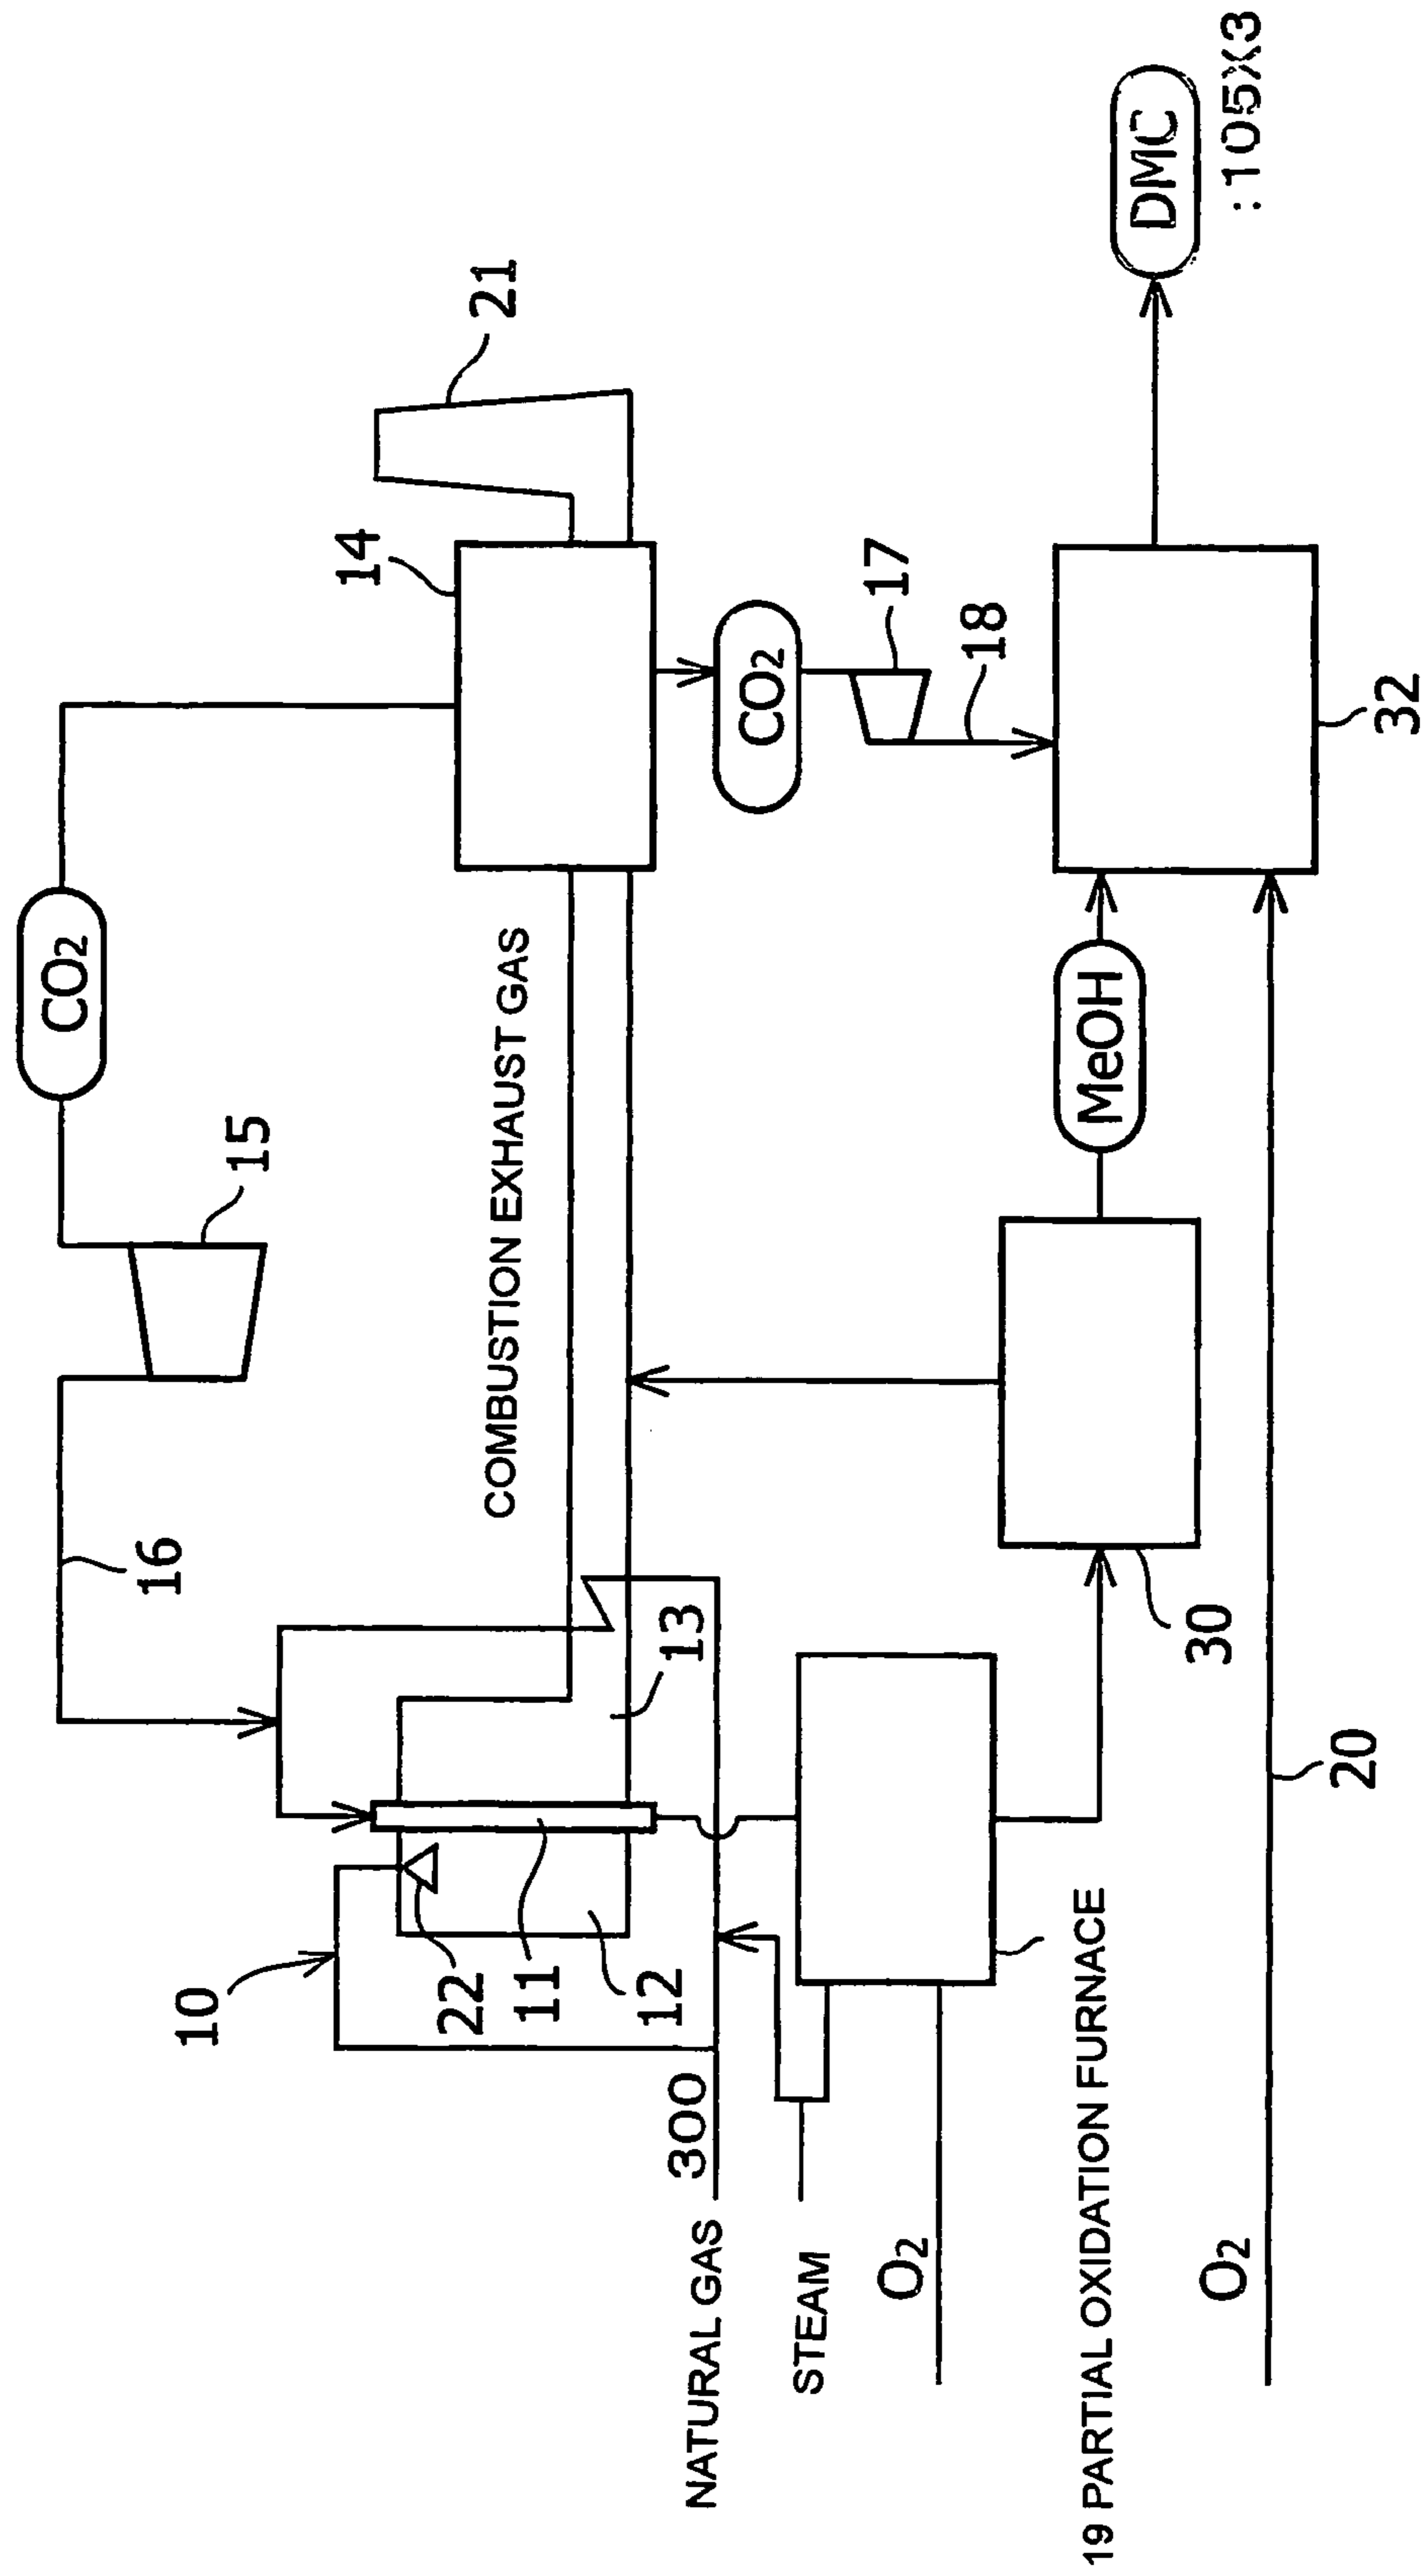 CO2
16
10
15
14
22
21
COMBUSTION EXHAUST GAS
11
12
13
NATURAL GAS 300
CO2
STEAM
17
O2
18
19 PARTIAL OXIDATION FURNACE
MeOH
DMC
30
O2
:105X3
20
32